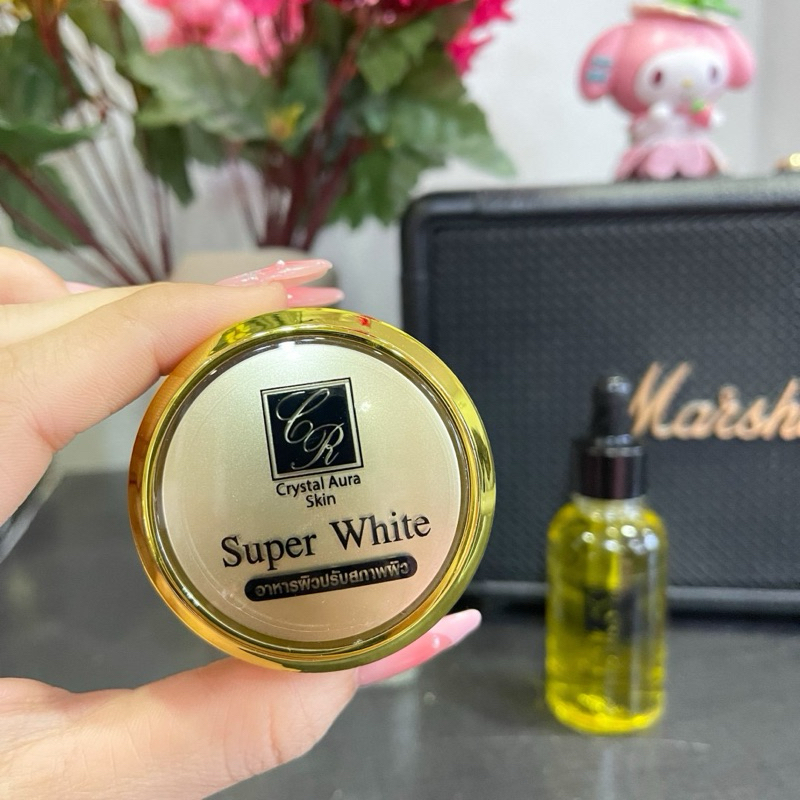 CR
Crystal Aura
Skin
Super White
อาหารผิวปรับสภาพผิว
Marsh